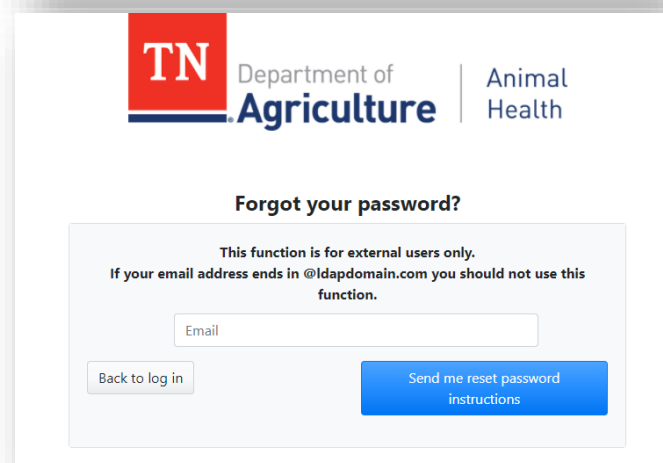 TN
Department of
Agriculture
Animal
Health
Forgot your password?
This function is for external users only.
If your email address ends in @ldapdomain.com you should not use this
function.
Email
Back to log in
Send me reset password
instructions